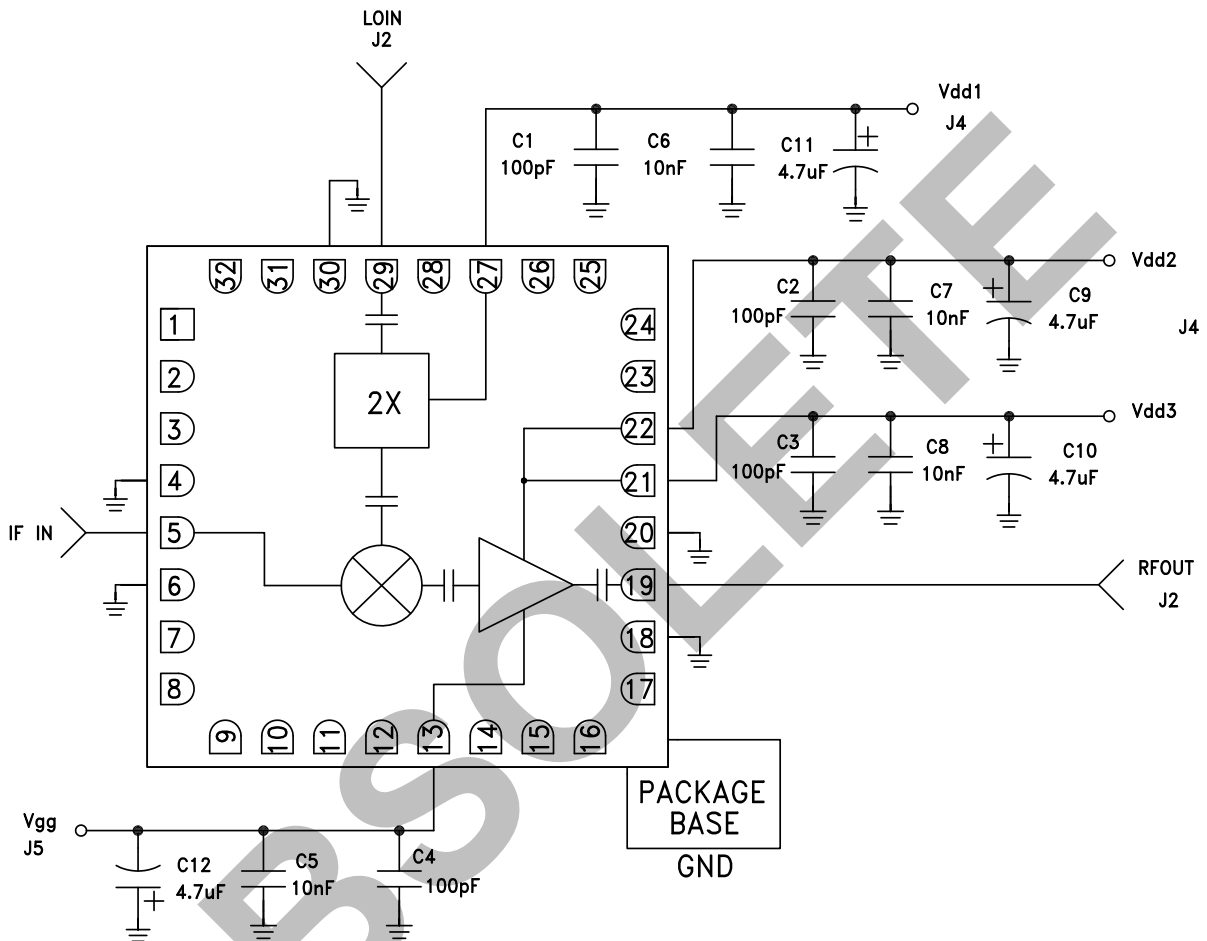 LOIN
J2
Vdd1
J4
C1
100pF
C6
10nF
C11
4.7uF
+
32
31
30
29
28
27
26
25
Vdd2
C2
100pF
C7
10nF
+
C9
4.7uF
J4
1
2
3
4
5
6
7
8
2X
24
23
22
21
20
19
18
17
Vdd3
C3
100pF
C8
10nF
+
C10
4.7uF
IF IN
RFOUT
J2
9
10
11
12
13
14
15
16
PACKAGE
BASE
GND
Vgg
J5
C12
4.7uF
+
C5
10nF
C4
100pF
BSOLETE